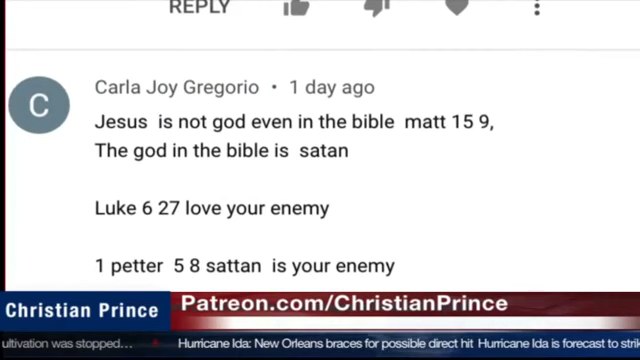 REPLY
C
Carla Joy Gregorio • 1 day ago
Jesus is not god even in the bible matt 15 9,
The god in the bible is satan
Luke 6 27 love your enemy
1 petter 5 8 sattan is your enemy
Christian Prince
Patreon.com/ChristianPrince
ultivation was stopped... Hurricane Ida: New Orleans braces for possible direct hit Hurricane Ida is forecast to strik